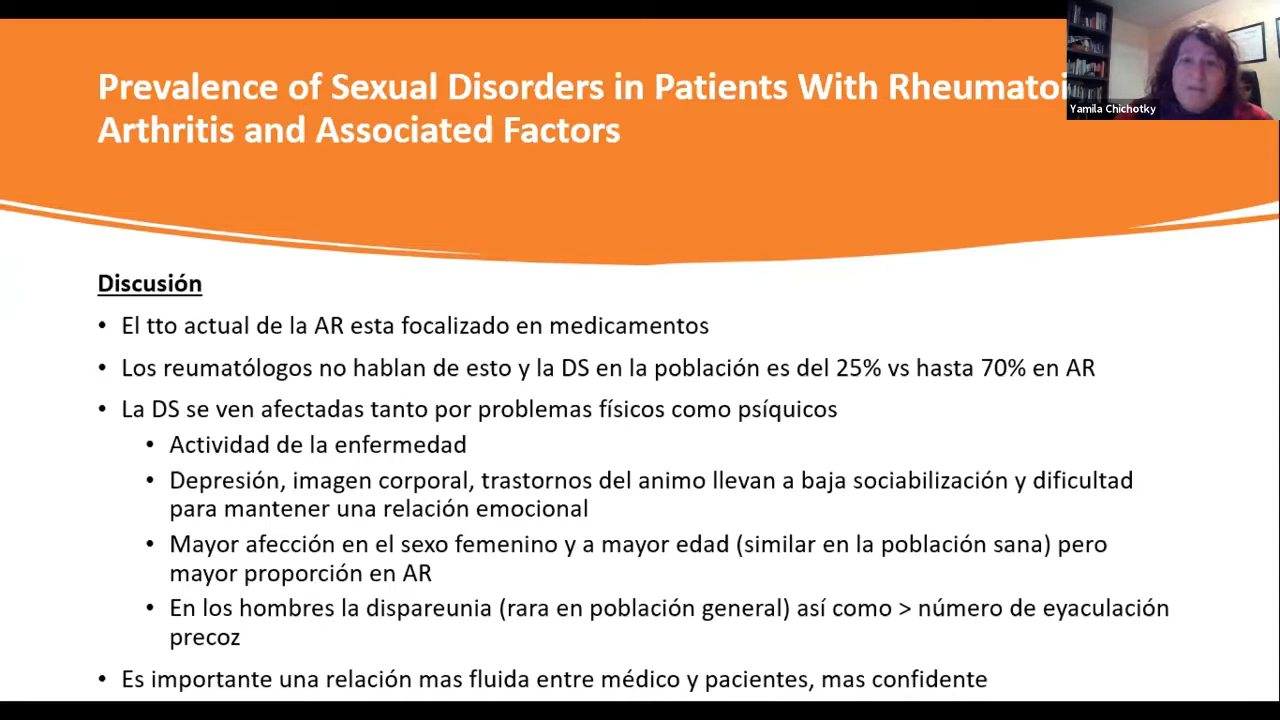 Prevalence of Sexual Disorders in Patients With Rheumatoi
Arthritis and Associated Factors
Yamila Chichotky
Discusión
• El tto actual de la AR esta focalizado en medicamentos
• Los reumatólogos no hablan de esto y la DS en la población es del 25% vs hasta 70% en AR
• La DS se ven afectadas tanto por problemas físicos como psíquicos
• Actividad de la enfermedad
• Depresión, imagen corporal, trastornos del animo llevan a baja sociabilización y dificultad
para mantener una relación emocional
• Mayor afección en el sexo femenino y a mayor edad (similar en la población sana) pero
mayor proporción en AR
• En los hombres la dispareunia (rara en población general) así como > número de eyaculación
precoz
• Es importante una relación mas fluida entre médico y pacientes, mas confidente